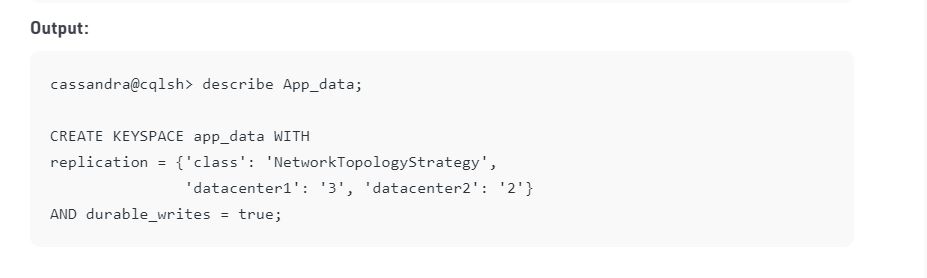 Output:
cassandra@cqlsh> describe App_data;
CREATE KEYSPACE app_data WITH
replication = {'class': 'NetworkTopologyStrategy',
'datacenter1': '3', 'datacenter2': '2'}
AND durable_writes = true;